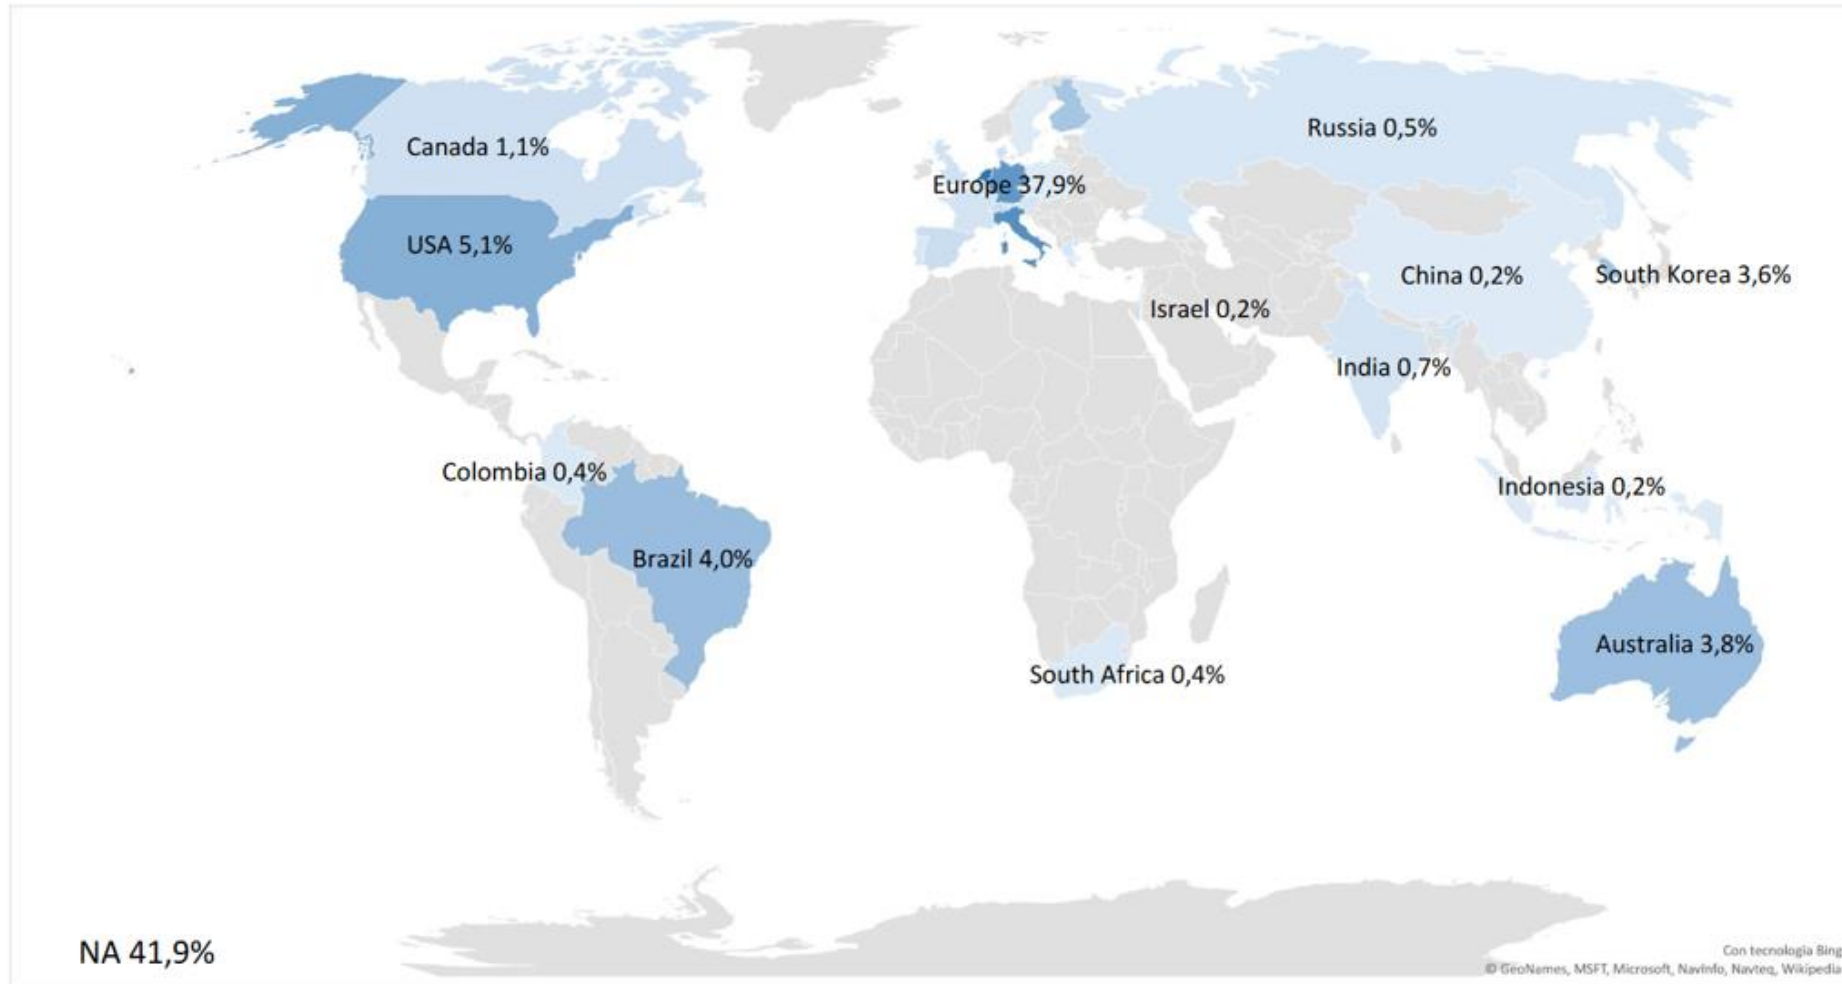 Canada 1,1%
Russia 0,5%
Europe 37,9%
USA 5,1%
China 0,2%
South Korea 3,6%
Israel 0,2%
India 0,7%
Colombia 0,4%
Indonesia 0,2%
Brazil 4,0%
Australia 3,8%
South Africa 0,4%
NA 41,9%
Con tecnologia Bing
© GeoNames, MSFT, Microsoft, NavInfo, Navteq, Wikipedia